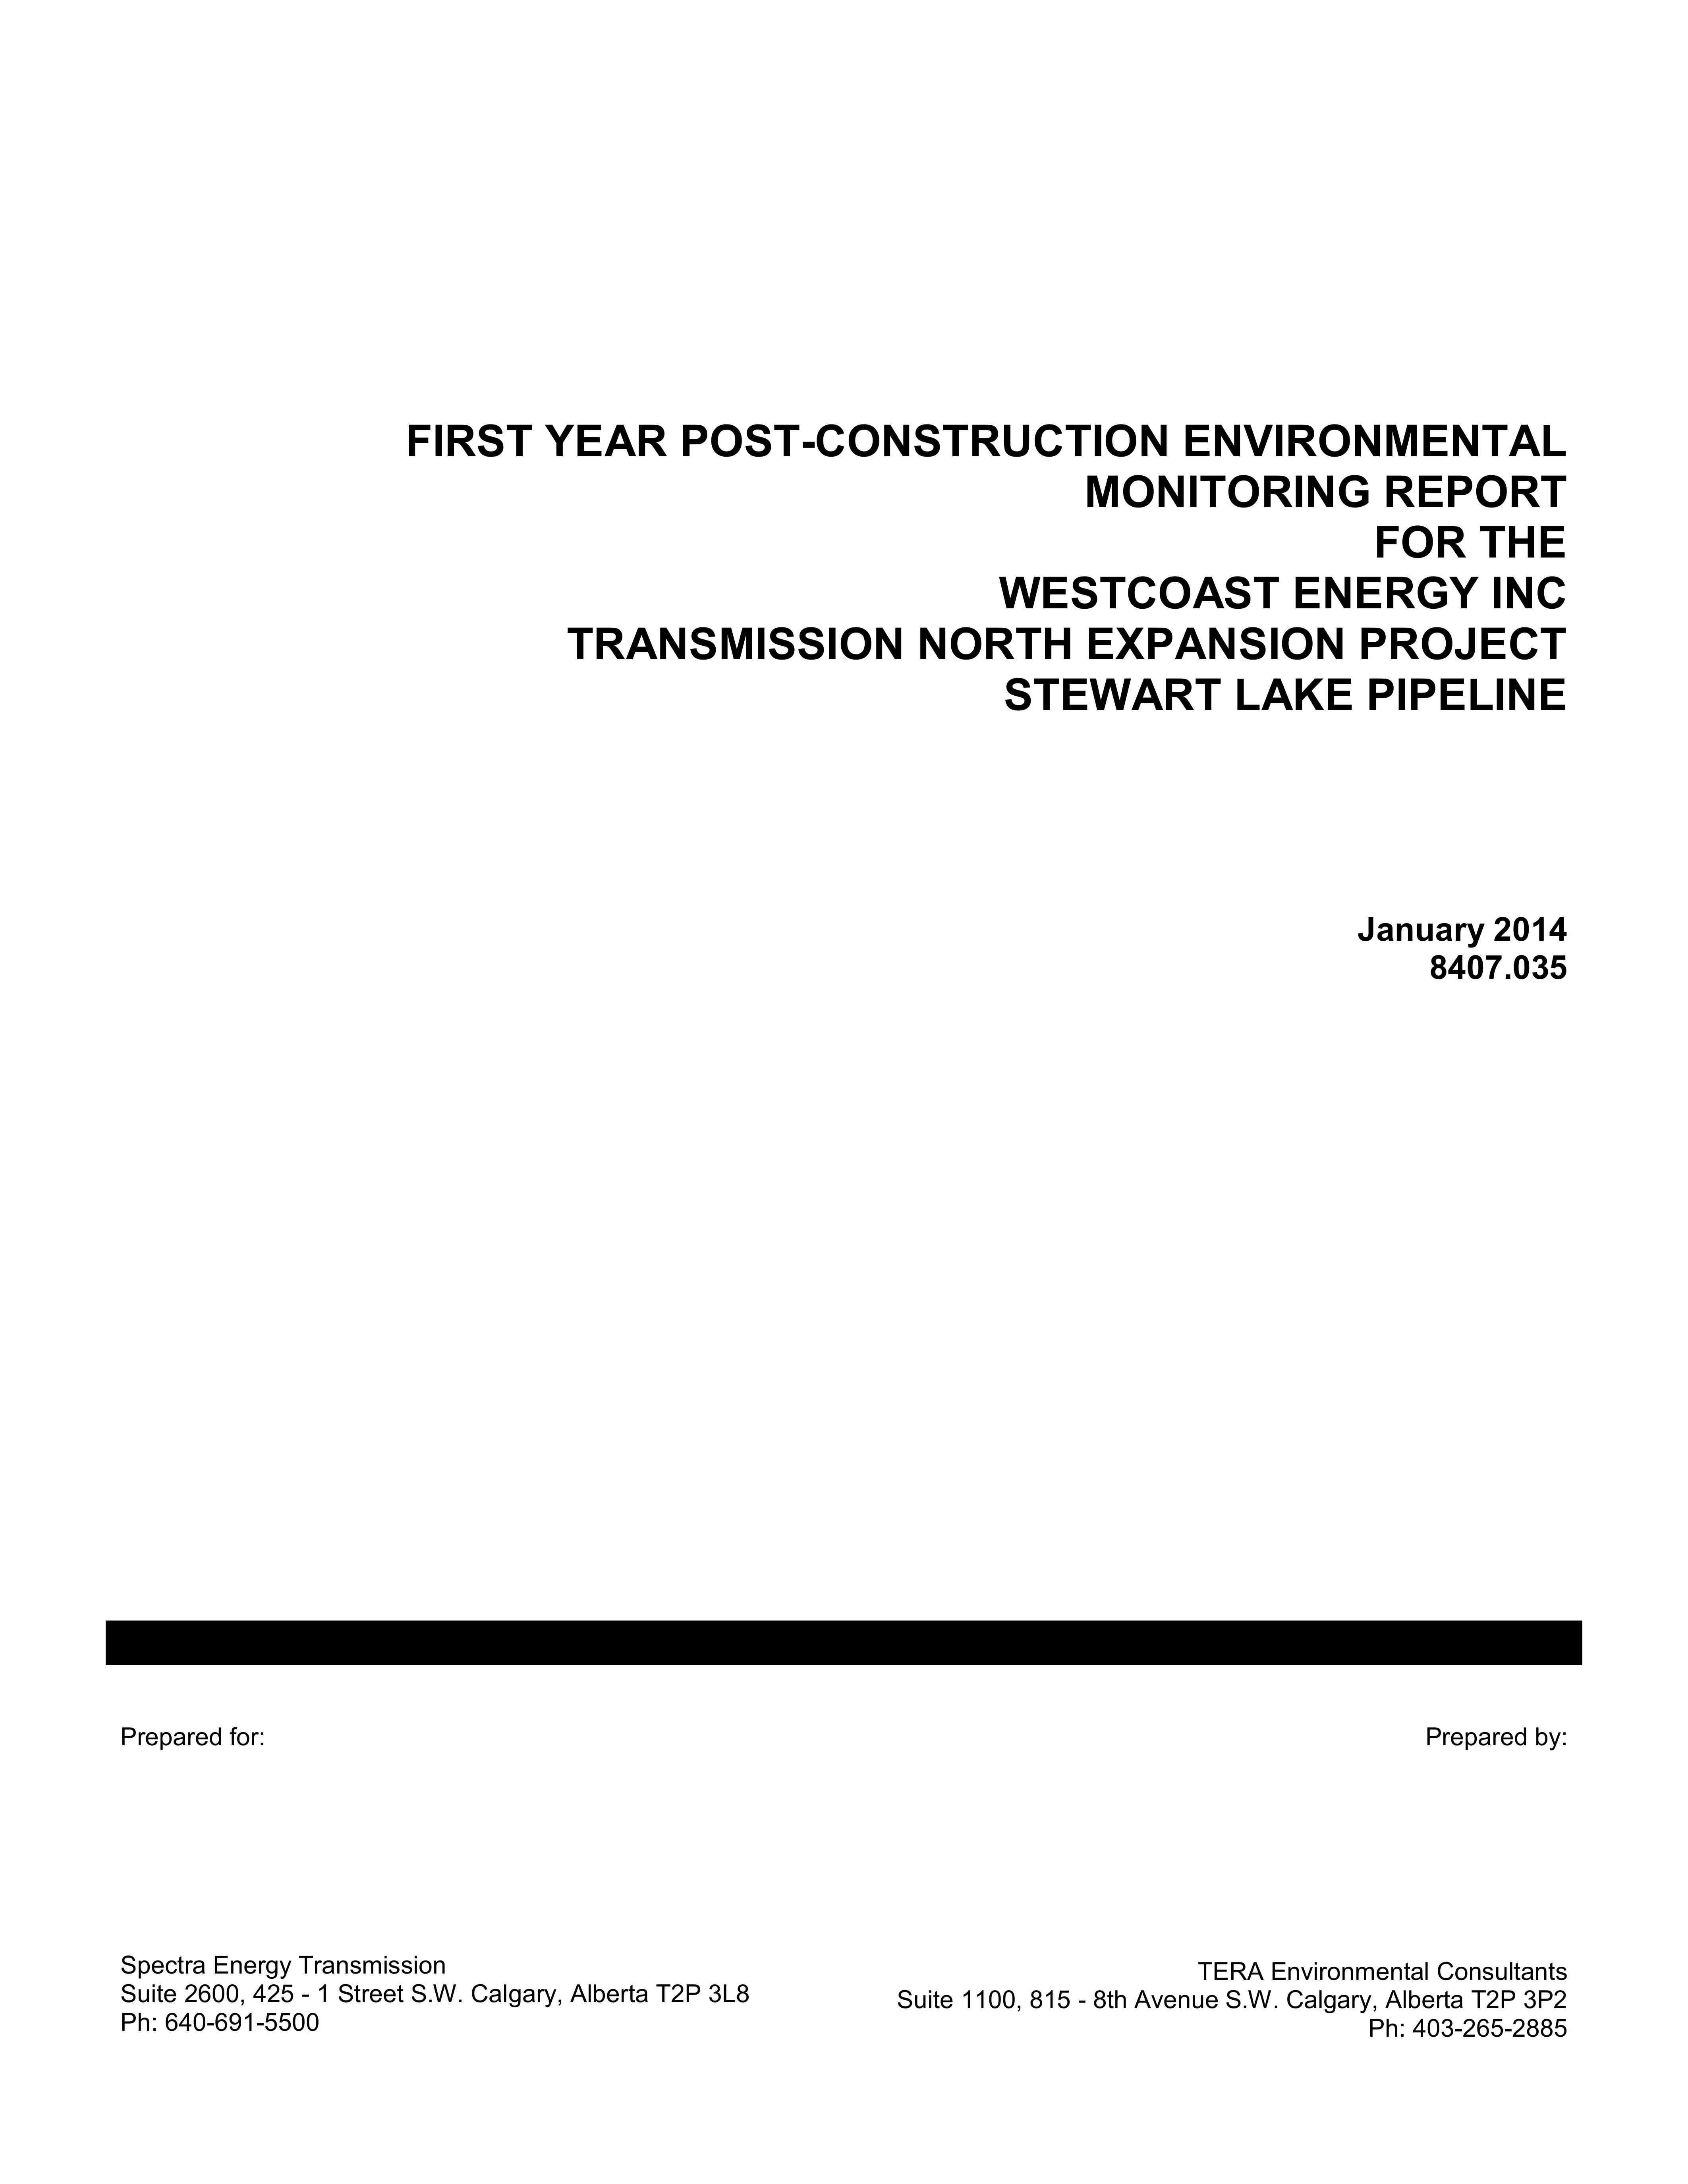 FIRST YEAR POST-CONSTRUCTION ENVIRONMENTAL
MONITORING REPORT
FOR THE
WESTCOAST ENERGY INC
TRANSMISSION NORTH EXPANSION PROJECT
STEWART LAKE PIPELINE
January 2014
8407.035
Prepared for:
Prepared by:
Spectra Energy Transmission
Suite 2600, 425 - 1 Street S.W. Calgary, Alberta T2P 3L8
Ph: 640-691-5500
TERA Environmental Consultants
Suite 1100, 815 - 8th Avenue S.W. Calgary, Alberta T2P 3P2
Ph: 403-265-2885